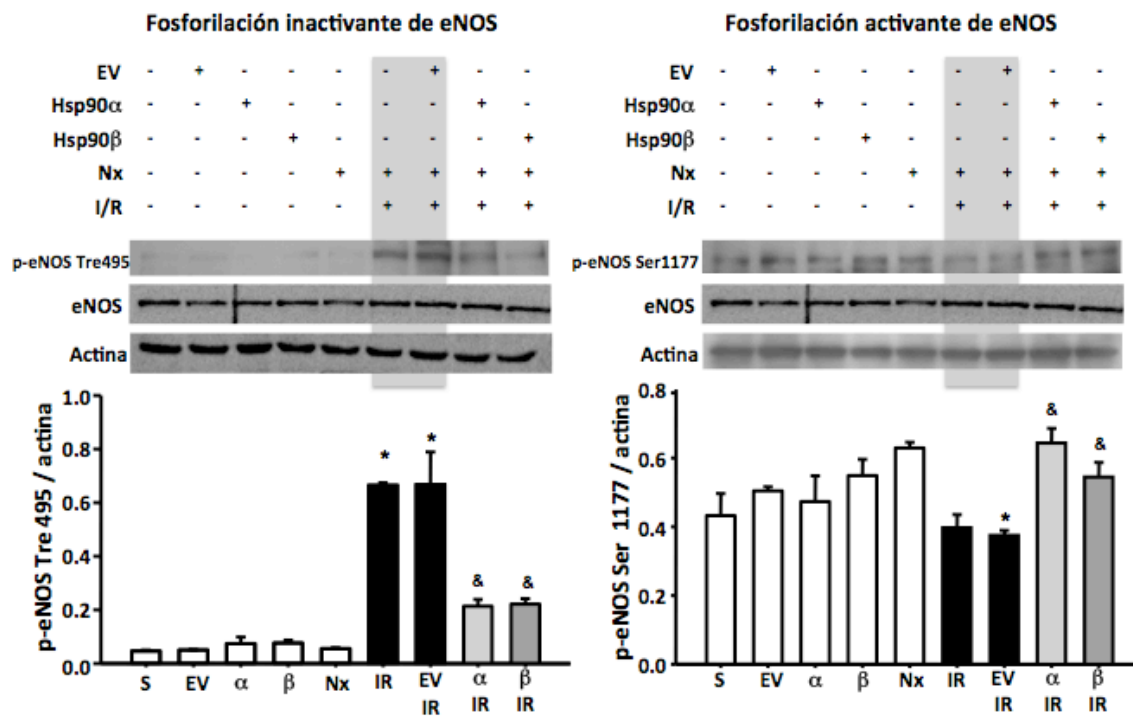 Fosforilación inactivante de eNOS
EV - + - - - - + - -
Hsp90α - - + - - - - + -
Hsp90β - - - + - - - - +
Nx - - - - + + + + +
I/R - - - - - + + + +
p-eNOS Tre495
eNOS
Actina
p-eNOS Tre 495 / actina
1.0
0.8
0.6
0.4
0.2
0.0
* * & &
S EV α β Nx IR EV IR α IR β IR
Fosforilación activante de eNOS
EV - + - - - - + - -
Hsp90α - - + - - - - + -
Hsp90β - - - + - - - - +
Nx - - - - + + + + +
I/R - - - - - + + + +
p-eNOS Ser1177
eNOS
Actina
p-eNOS Ser 1177 / actina
0.8
0.6
0.4
0.2
0.0
* & &
S EV α β Nx IR EV IR α IR β IR